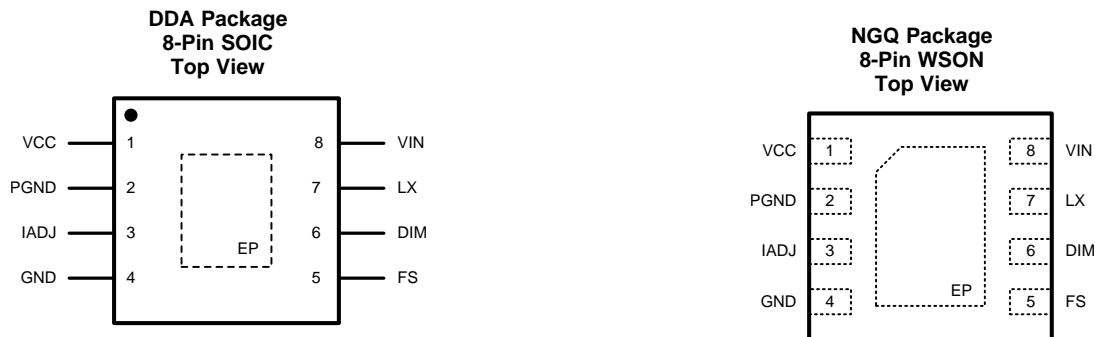 DDA Package
8-Pin SOIC
Top View
VCC 1 8 VIN
PGND 2 7 LX
IADJ 3 6 DIM
GND 4 5 FS
EP
NGQ Package
8-Pin WSON
Top View
VCC 1 8 VIN
PGND 2 7 LX
IADJ 3 6 DIM
GND 4 5 FS
EP